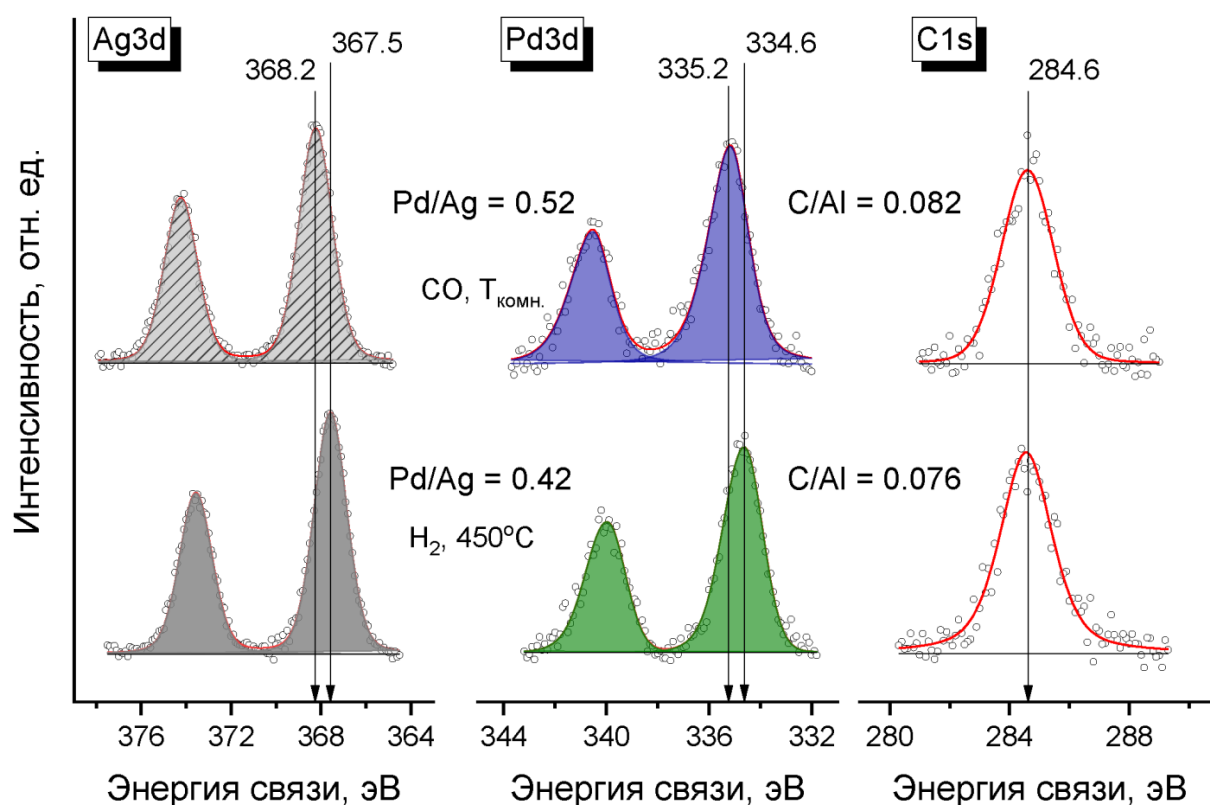 Ag3d
367.5
368.2
Pd3d
334.6
335.2
C1s
284.6
Интенсивность, отн. ед.
Pd/Ag = 0.52
C/Al = 0.082
CO, Tкомн.
Pd/Ag = 0.42
C/Al = 0.076
H₂, 450ºC
376 372 368 364
344 340 336 332
280 284 288
Энергия связи, эВ
Энергия связи, эВ
Энергия связи, эВ